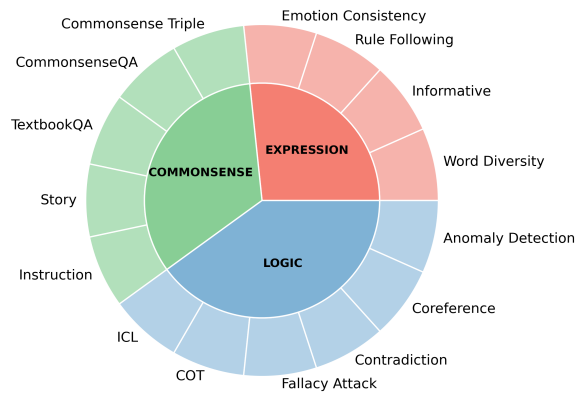 Emotion Consistency
Commonsense Triple
Rule Following
CommonsenseQA
Informative
TextbookQA
EXPRESSION
Word Diversity
COMMONSENSE
Story
Anomaly Detection
LOGIC
Instruction
Coreference
ICL
Contradiction
COT
Fallacy Attack